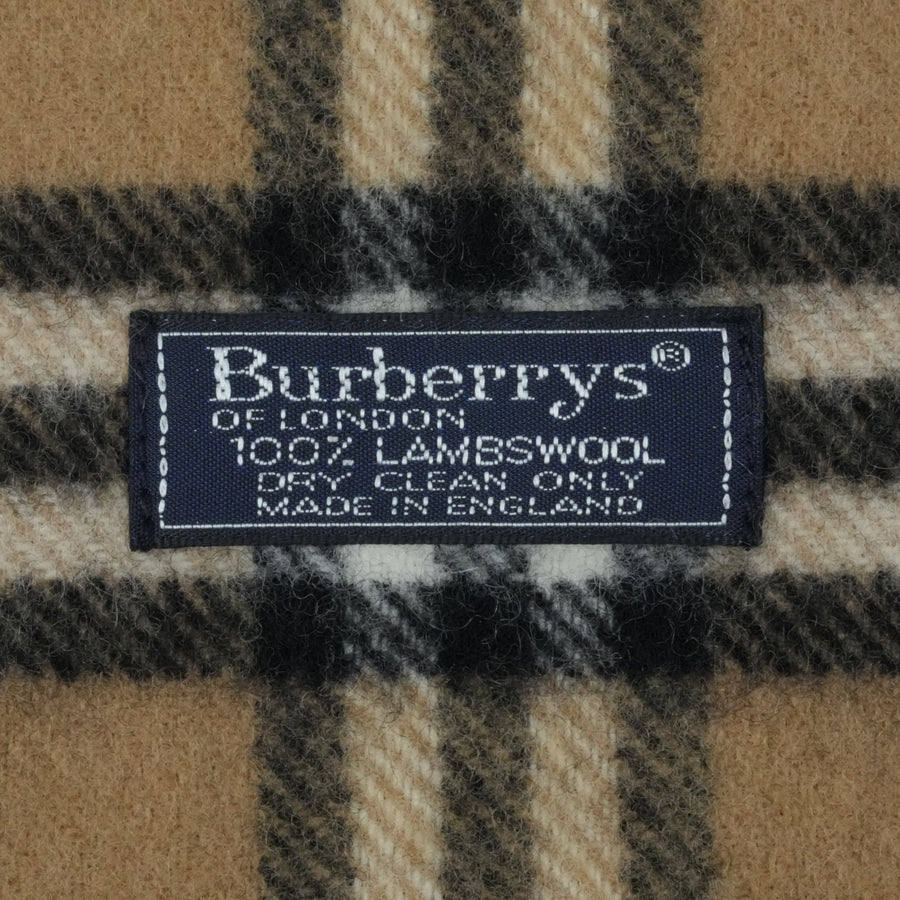 Burberrys®
OF LONDON
100% LAMBSWOOL
DRY CLEAN ONLY
MADE IN ENGLAND